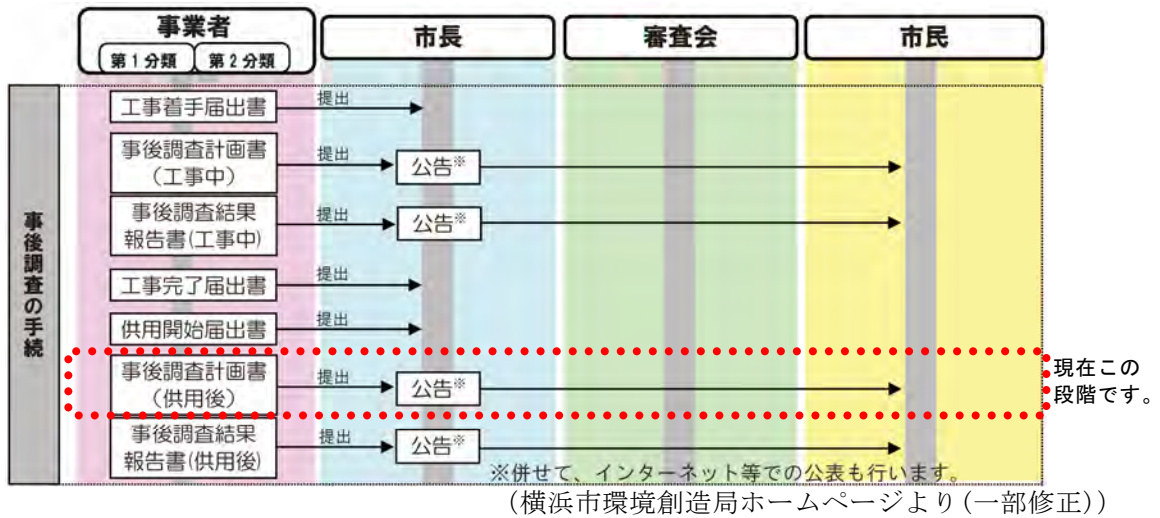 事業者
第1分類 第2分類
市長
審査会
市民
事後調査の手続
工事着手届出書
提出
事後調査計画書
(工事中)
提出
公告※
事後調査結果
報告書(工事中)
提出
公告※
工事完了届出書
提出
供用開始届出書
提出
事後調査計画書
(供用後)
提出
公告※
現在この
段階です。
事後調査結果
報告書(供用後)
提出
公告※
※併せて、インターネット等での公表も行います。
(横浜市環境創造局ホームページより(一部修正))